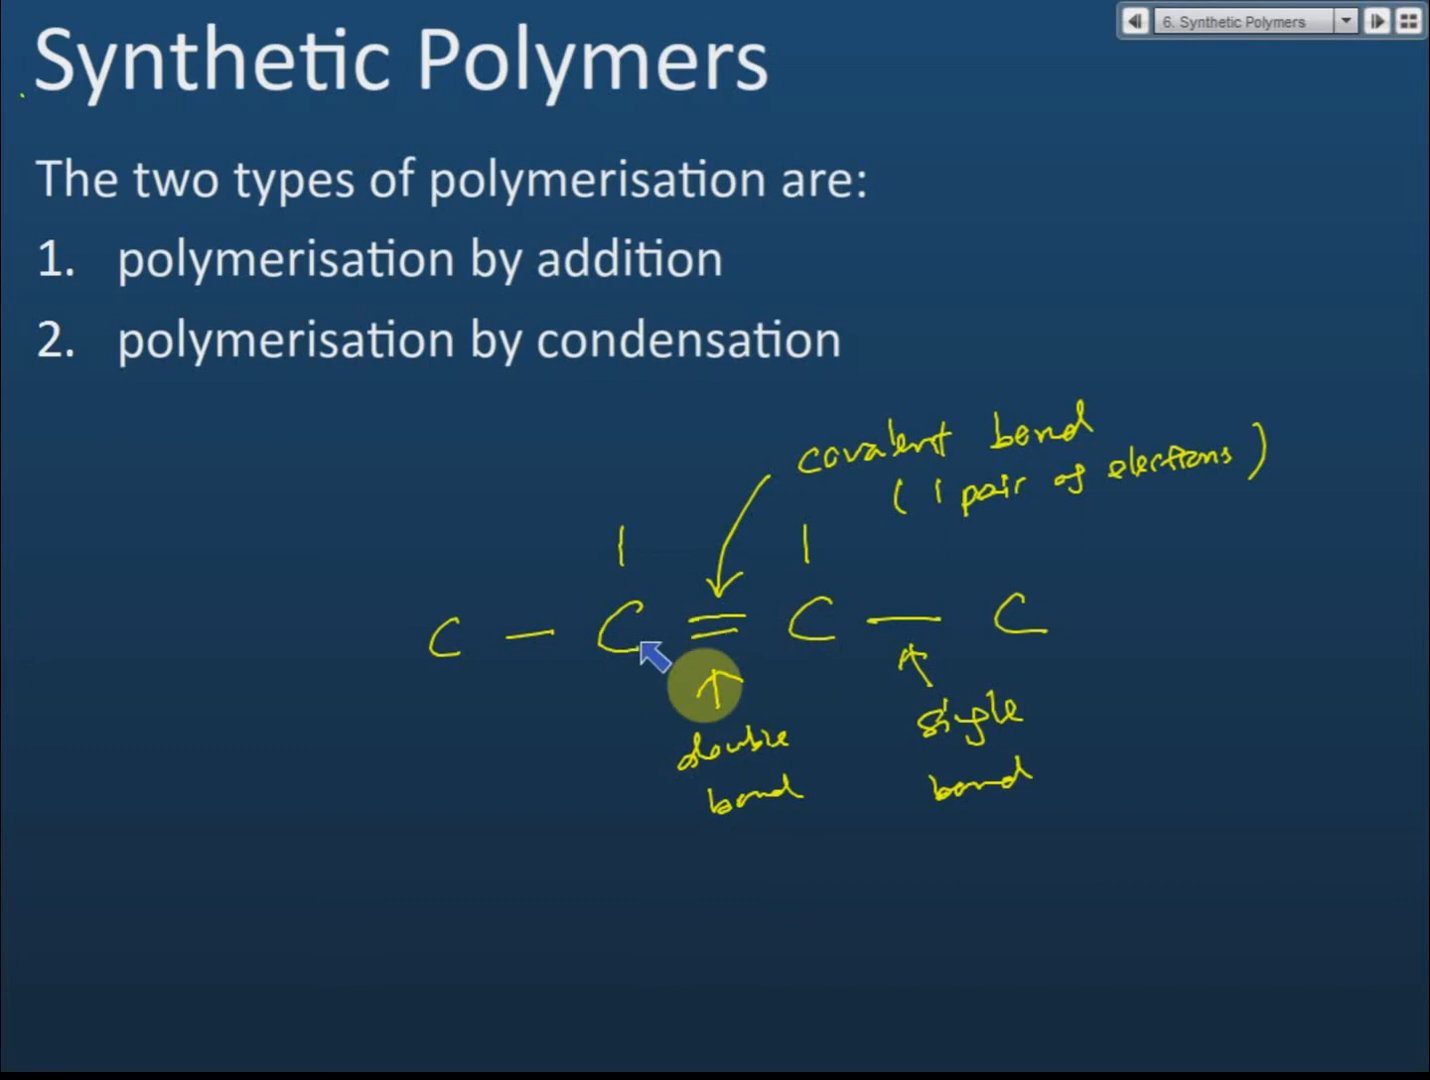 6. Synthetic Polymers
Synthetic Polymers
The two types of polymerisation are:
1. polymerisation by addition
2. polymerisation by condensation
covalent bond
( 1 pair of electrons )
C - C = C - C
double
bond
single
bond